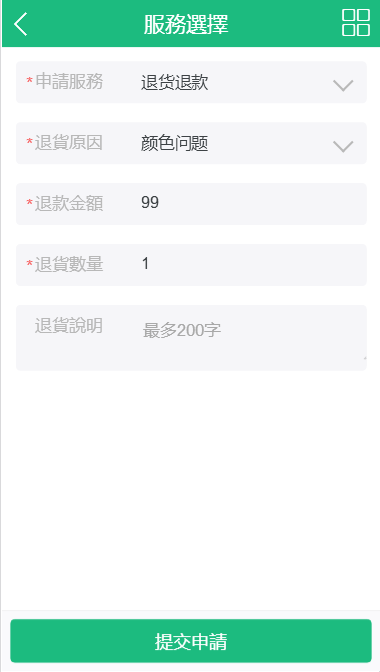 服務選擇
*申請服務 退货退款
*退貨原因 颜色问题
*退款金額 99
*退貨數量 1
退貨說明 最多200字
提交申請